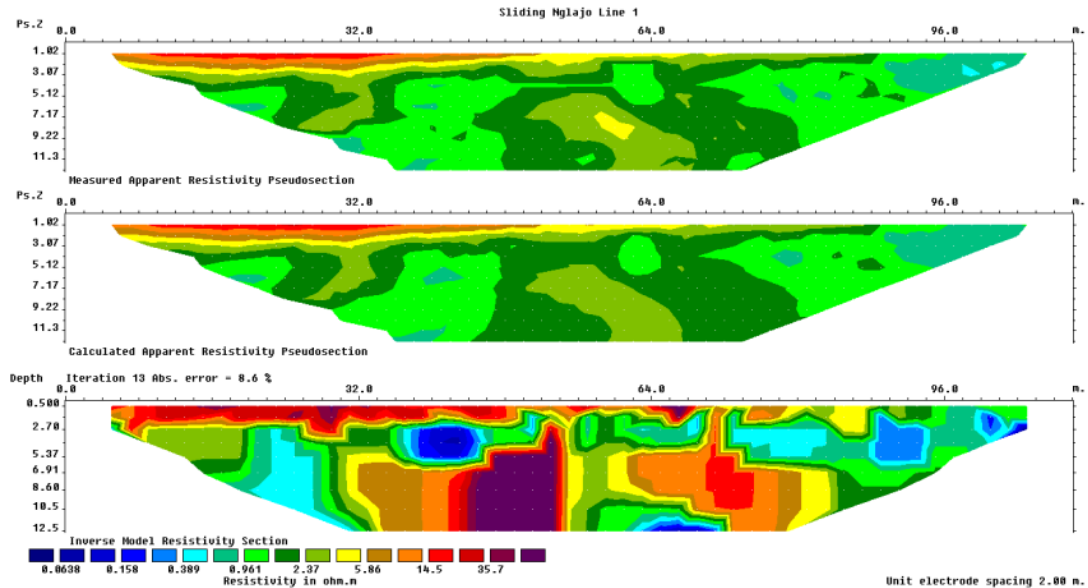 Sliding Nglajo Line 1
Ps.Z 0.0 32.0 64.0 96.0 m.
1.02
3.07
5.12
7.17
9.22
11.3
Measured Apparent Resistivity Pseudosection
Ps.Z 0.0 32.0 64.0 96.0 m.
1.02
3.07
5.12
7.17
9.22
11.3
Calculated Apparent Resistivity Pseudosection
Depth Iteration 13 Abs. error = 8.6 %
0.0 32.0 64.0 96.0 m.
0.500
2.70
5.37
6.91
8.60
10.5
12.5
Inverse Model Resistivity Section
0.0638 0.158 0.389 0.961 2.37 5.86 14.5 35.7
Resistivity in ohm.m Unit electrode spacing 2.00 m.